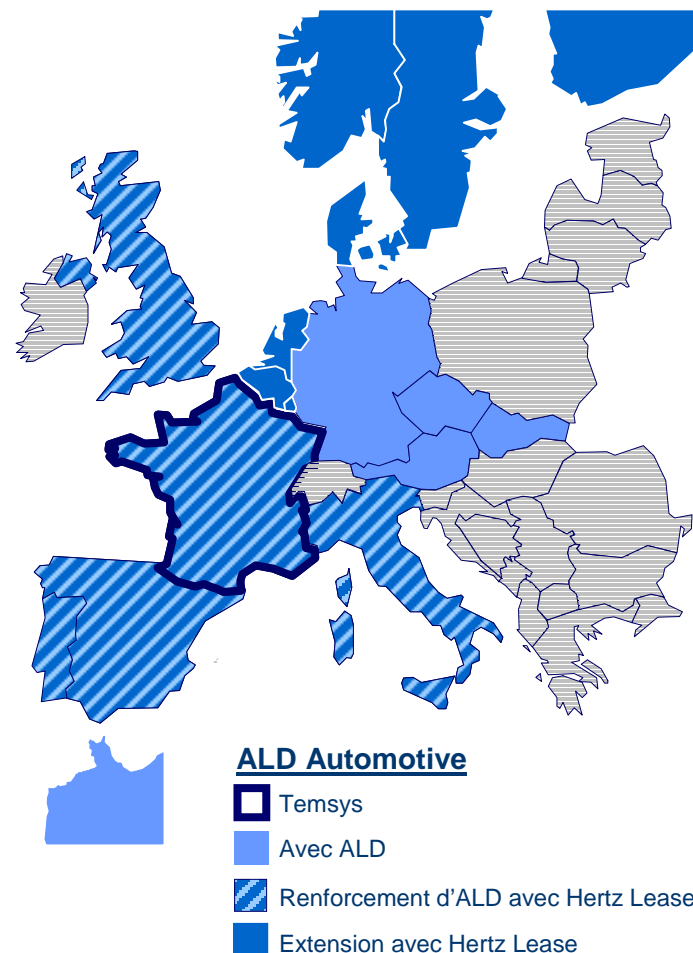 ALD Automotive
Temsys
Avec ALD
Renforcement d’ALD avec Hertz Lease
Extension avec Hertz Lease